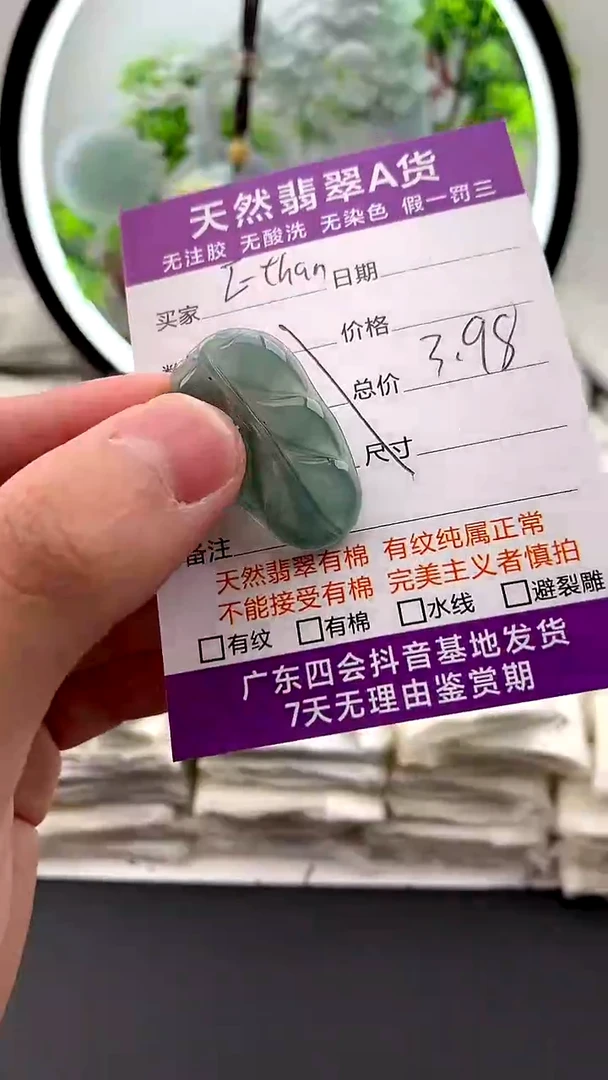 天然翡翠A货
无注胶 无酸洗 无染色 假一罚三
买家 Ethan 日期
价格
总价 3.98
尺寸
备注
天然翡翠有棉 有纹纯属正常
不能接受有棉 完美主义者慎拍
□有纹 □有棉 □水线 □避裂雕
广东四会抖音基地发货
7天无理由鉴赏期